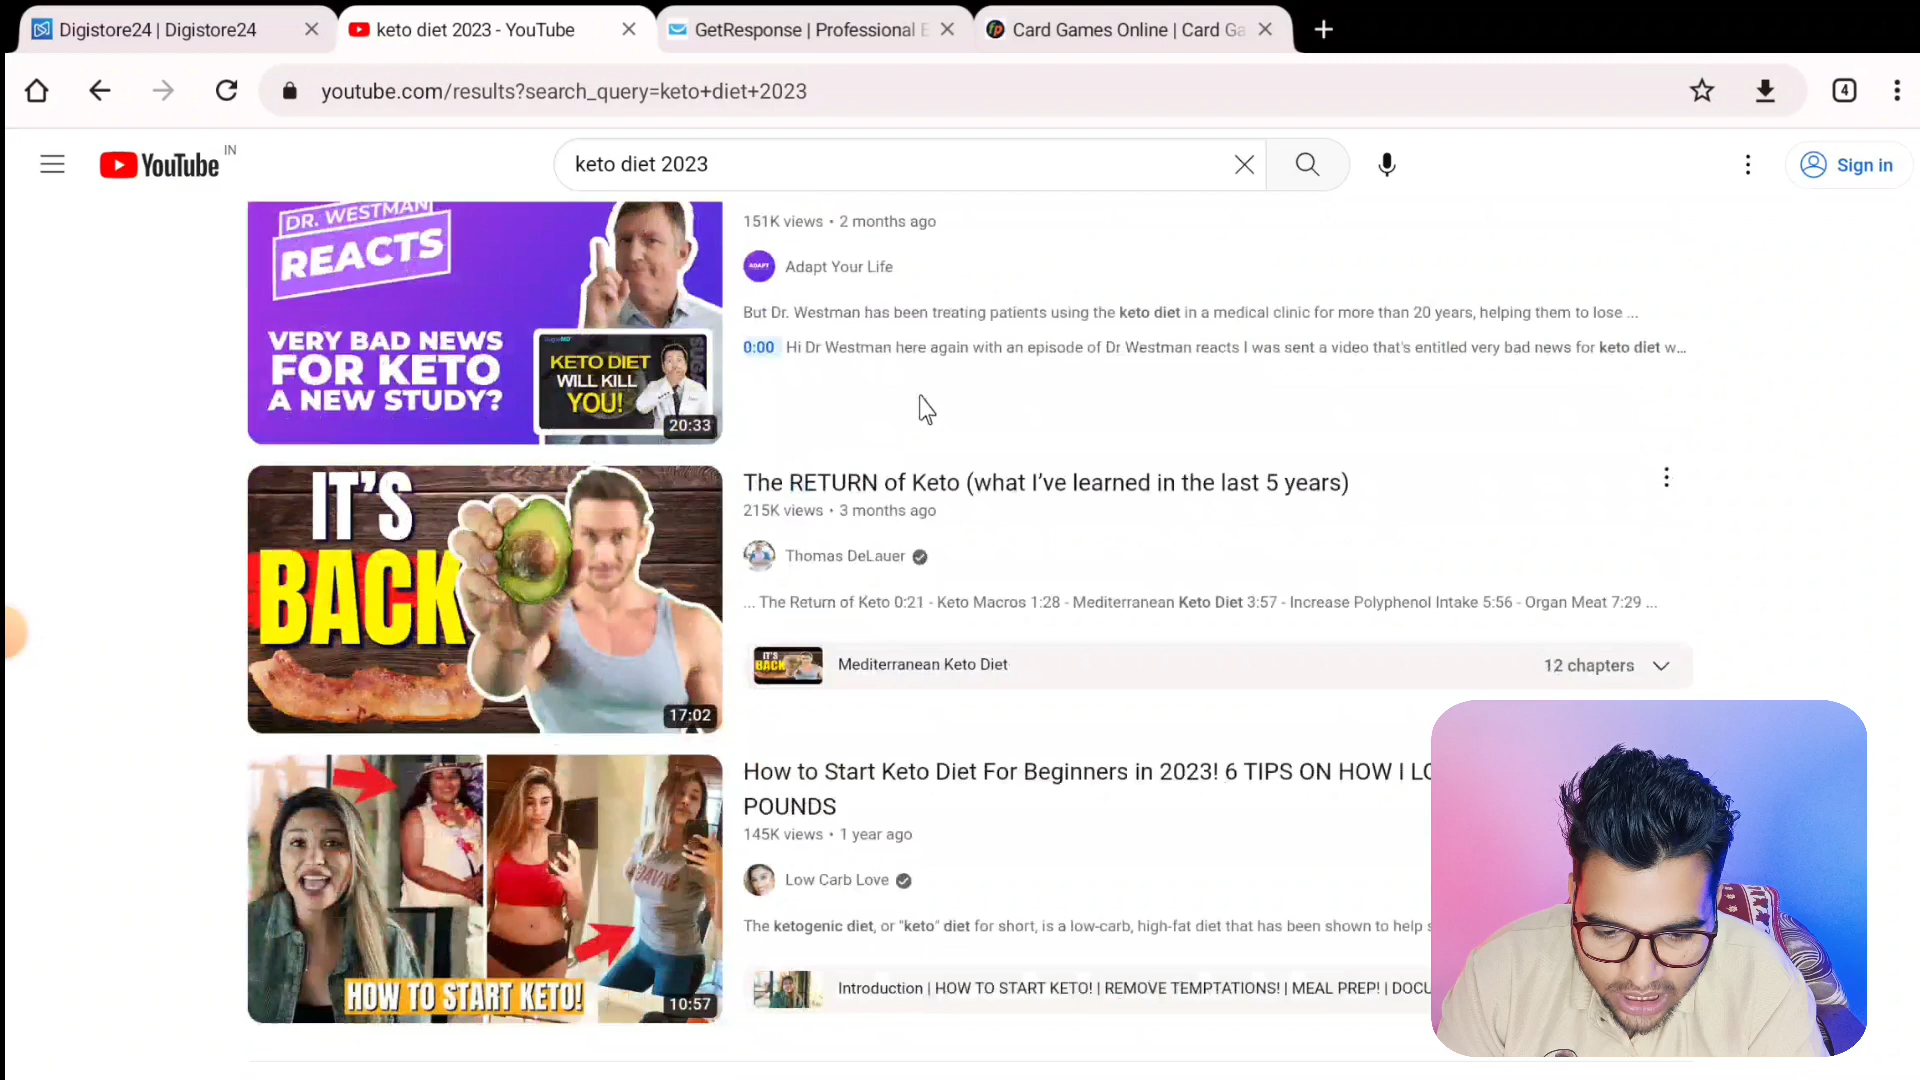 Digistore24 | Digistore24
keto diet 2023 - YouTube
GetResponse | Professional E
Card Games Online | Card Ga
youtube.com/results?search_query=keto+diet+2023
4
YouTube IN
keto diet 2023
Sign in
DR. WESTMAN
REACTS
VERY BAD NEWS
FOR KETO
A NEW STUDY?
KETO DIET
WILL KILL
YOU!
20:33
151K views • 2 months ago
ADAPT
Adapt Your Life
But Dr. Westman has been treating patients using the keto diet in a medical clinic for more than 20 years, helping them to lose ...
0:00 Hi Dr Westman here again with an episode of Dr Westman reacts I was sent a video that's entitled very bad news for keto diet w...
IT'S
BACK
17:02
The RETURN of Keto (what I've learned in the last 5 years)
215K views • 3 months ago
Thomas DeLauer
... The Return of Keto 0:21 - Keto Macros 1:28 - Mediterranean Keto Diet 3:57 - Increase Polyphenol Intake 5:56 - Organ Meat 7:29 ...
IT'S
BACK
Mediterranean Keto Diet
12 chapters
HOW TO START KETO!
10:57
How to Start Keto Diet For Beginners in 2023! 6 TIPS ON HOW I LO
POUNDS
145K views • 1 year ago
Low Carb Love
The ketogenic diet, or "keto" diet for short, is a low-carb, high-fat diet that has been shown to help s
Introduction | HOW TO START KETO! | REMOVE TEMPTATIONS! | MEAL PREP! | DOCU